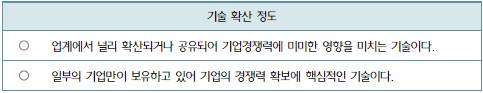 기술 확산 정도
○ 업계에서 널리 확산되거나 공유되어 기업경쟁력에 미미한 영향을 미치는 기술이다.
○ 일부의 기업만이 보유하고 있어 기업의 경쟁력 확보에 핵심적인 기술이다.